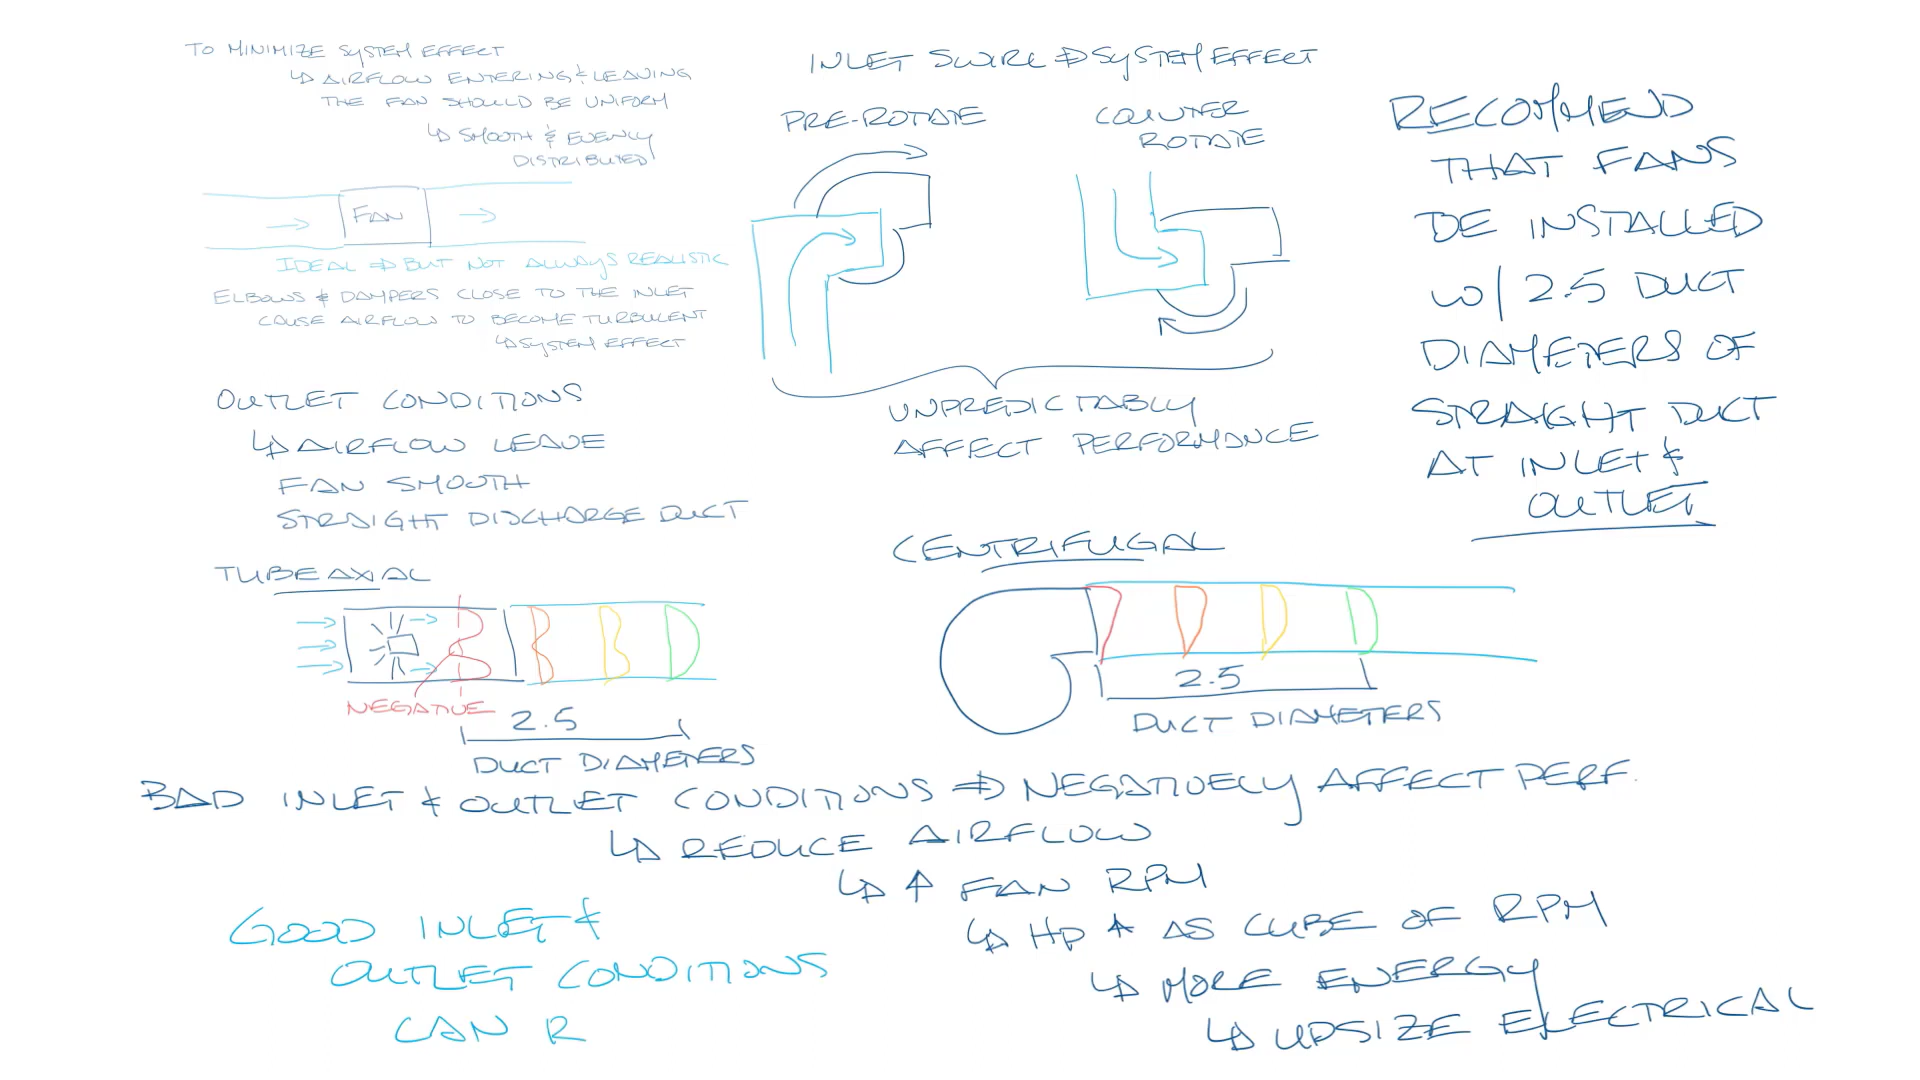 TO MINIMIZE SYSTEM EFFECT
↳ AIRFLOW ENTERING & LEAVING
THE FAN SHOULD BE UNIFORM
↳ SMOOTH & EVENLY
DISTRIBUTED
FAN
IDEAL ⇒ BUT NOT ALWAYS REALISTIC
ELBOWS & DAMPERS CLOSE TO THE INLET
CAUSE AIRFLOW TO BECOME TURBULENT
↳ SYSTEM EFFECT
OUTLET CONDITIONS
↳ AIRFLOW LEAVE
FAN SMOOTH
STRAIGHT DISCHARGE DUCT
TUBEAXIAL
NEGATIVE
2.5
DUCT DIAMETERS
INLET SWIRL ⇒ SYSTEM EFFECT
PRE-ROTATE
COUNTER
ROTATE
UNPREDICTABLY
AFFECT PERFORMANCE
CENTRIFUGAL
2.5
DUCT DIAMETERS
RECOMMEND
THAT FANS
BE INSTALLED
W/ 2.5 DUCT
DIAMETERS OF
STRAIGHT DUCT
AT INLET &
OUTLET
BAD INLET & OUTLET CONDITIONS ⇒ NEGATIVELY AFFECT PERF.
↳ REDUCE AIRFLOW
↳ ↑ FAN RPM
↳ HP ↑ AS CUBE OF RPM
↳ MORE ENERGY
↳ UPSIZE ELECTRICAL
GOOD INLET &
OUTLET CONDITIONS
CAN R